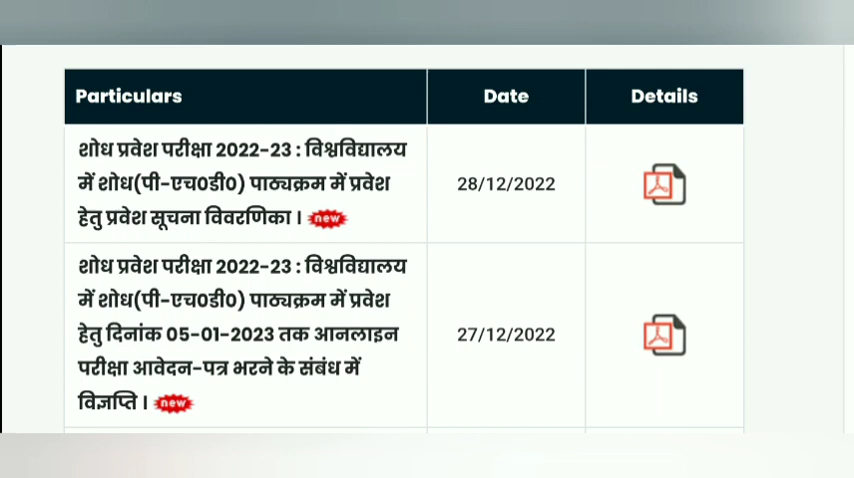 Particulars Date Details
शोध प्रवेश परीक्षा 2022-23 : विश्वविद्यालय
में शोध(पी-एच0डी0) पाठ्यक्रम में प्रवेश
28/12/2022
हेतु प्रवेश सूचना विवरणिका । new
शोध प्रवेश परीक्षा 2022-23 : विश्वविद्यालय
में शोध(पी-एच0डी0) पाठ्यक्रम में प्रवेश
हेतु दिनांक 05-01-2023 तक आनलाइन
27/12/2022
परीक्षा आवेदन-पत्र भरने के संबंध में
विज्ञप्ति । new